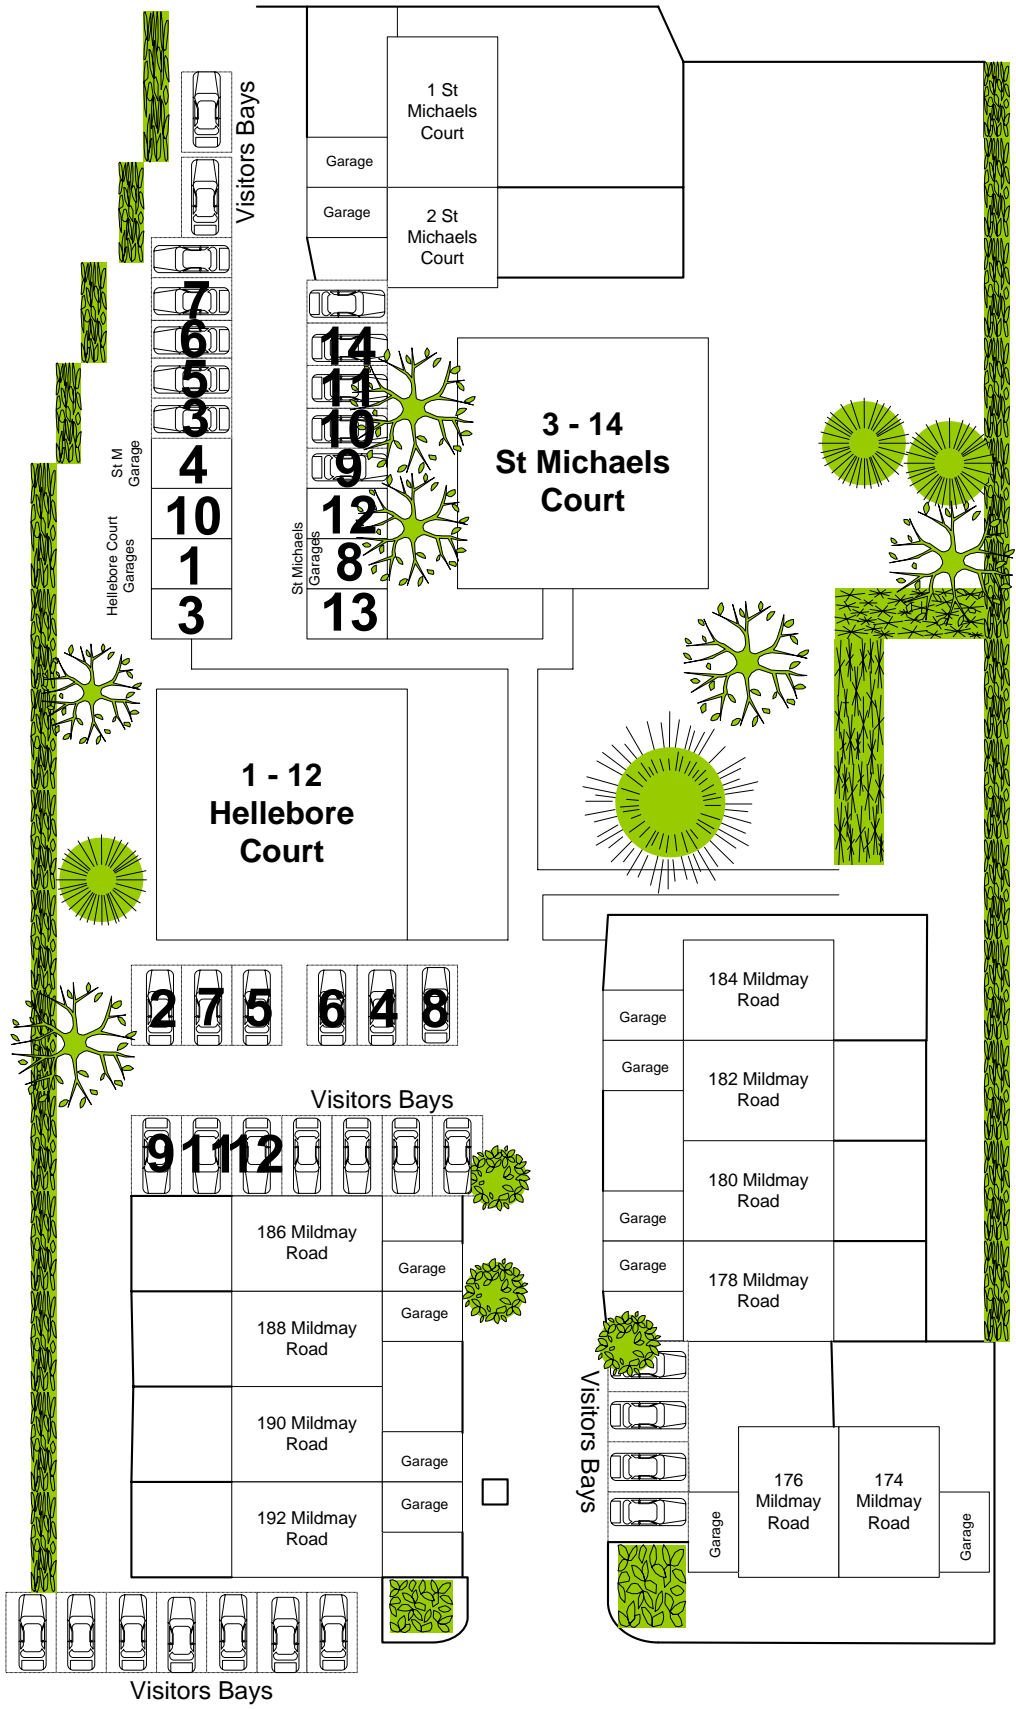 Visitors Bays
1 St
Michaels
Court
Garage
Garage
2 St
Michaels
Court
7
6
5
3
St M
Garage
4
Hellebore Court
Garages
10
1
3
14
11
10
9
St Michaels
Garages
12
8
13
3 - 14
St Michaels
Court
1 - 12
Hellebore
Court
2 7 5 6 4 8
Visitors Bays
9 11 12
184 Mildmay
Road
Garage
Garage
182 Mildmay
Road
180 Mildmay
Road
Garage
Garage
178 Mildmay
Road
186 Mildmay
Road
Garage
188 Mildmay
Road
Garage
190 Mildmay
Road
Garage
192 Mildmay
Road
Garage
Visitors Bays
176
Mildmay
Road
174
Mildmay
Road
Garage
Garage
Visitors Bays